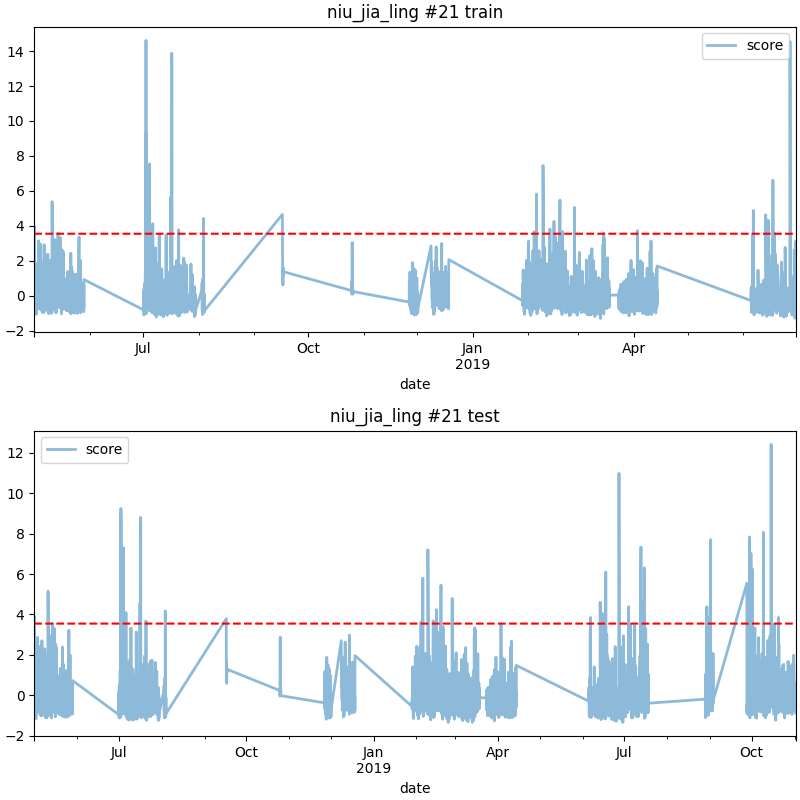 niu_jia_ling #21 train
score
14
12
10
8
6
4
2
0
−2
Jul
Oct
Jan
2019
Apr
date
niu_jia_ling #21 test
score
12
10
8
6
4
2
0
−2
Jul
Oct
Jan
2019
Apr
Jul
Oct
date